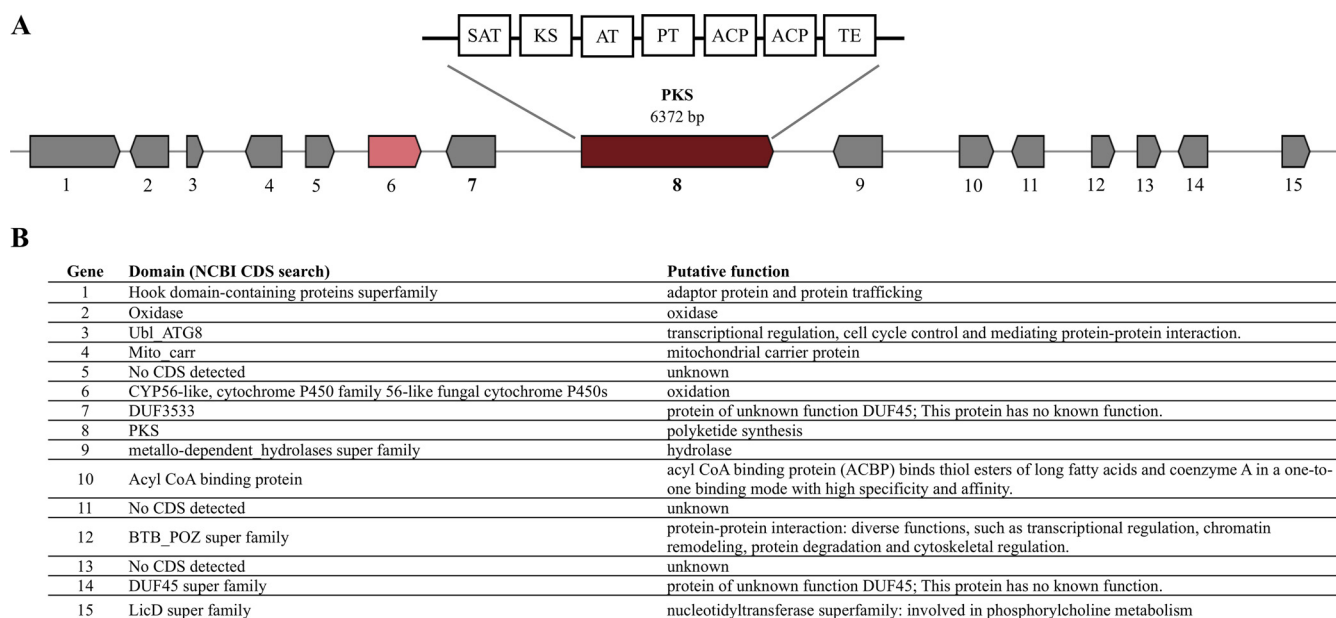 A
SAT KS AT PT ACP ACP TE
PKS
6372 bp
1 2 3 4 5 6 7 8 9 10 11 12 13 14 15
B
Gene Domain (NCBI CDS search) Putative function
1 Hook domain-containing proteins superfamily adaptor protein and protein trafficking
2 Oxidase oxidase
3 Ubl_ATG8 transcriptional regulation, cell cycle control and mediating protein-protein interaction.
4 Mito_carr mitochondrial carrier protein
5 No CDS detected unknown
6 CYP56-like, cytochrome P450 family 56-like fungal cytochrome P450s oxidation
7 DUF3533 protein of unknown function DUF45; This protein has no known function.
8 PKS polyketide synthesis
9 metallo-dependent_hydrolases super family hydrolase
10 Acyl CoA binding protein acyl CoA binding protein (ACBP) binds thiol esters of long fatty acids and coenzyme A in a one-to-
one binding mode with high specificity and affinity.
11 No CDS detected unknown
12 BTB_POZ super family protein-protein interaction: diverse functions, such as transcriptional regulation, chromatin
remodeling, protein degradation and cytoskeletal regulation.
13 No CDS detected unknown
14 DUF45 super family protein of unknown function DUF45; This protein has no known function.
15 LicD super family nucleotidyltransferase superfamily: involved in phosphorylcholine metabolism